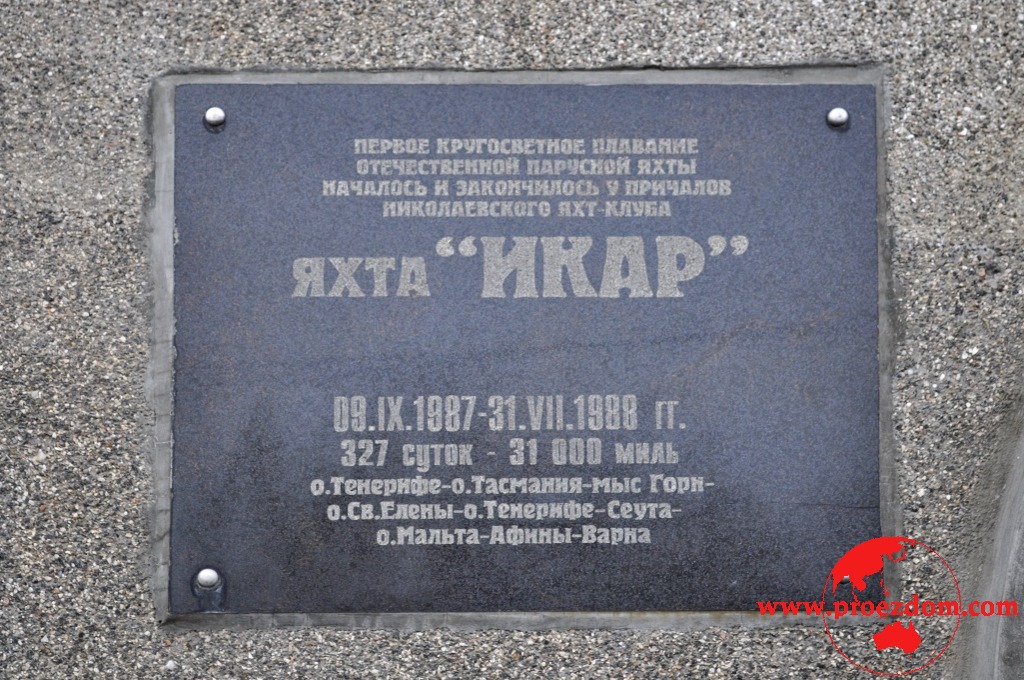 ПЕРВОЕ КРУГОСВЕТНОЕ ПЛАВАНИЕ
ОТЕЧЕСТВЕННОЙ ПАРУСНОЙ ЯХТЫ
НАЧАЛОСЬ И ЗАКОНЧИЛОСЬ У ПРИЧАЛОВ
НИКОЛАЕВСКОГО ЯХТ-КЛУБА
ЯХТА “ИКАР”
09.IX.1987-31.VII.1988 ГГ.
327 суток - 31 000 миль
о.Тенерифе-о.Тасмания-мыс Горн-
о.Св.Елены-о.Тенерифе-Сеута-
о.Мальта-Афины-Варна
www.proezdom.com